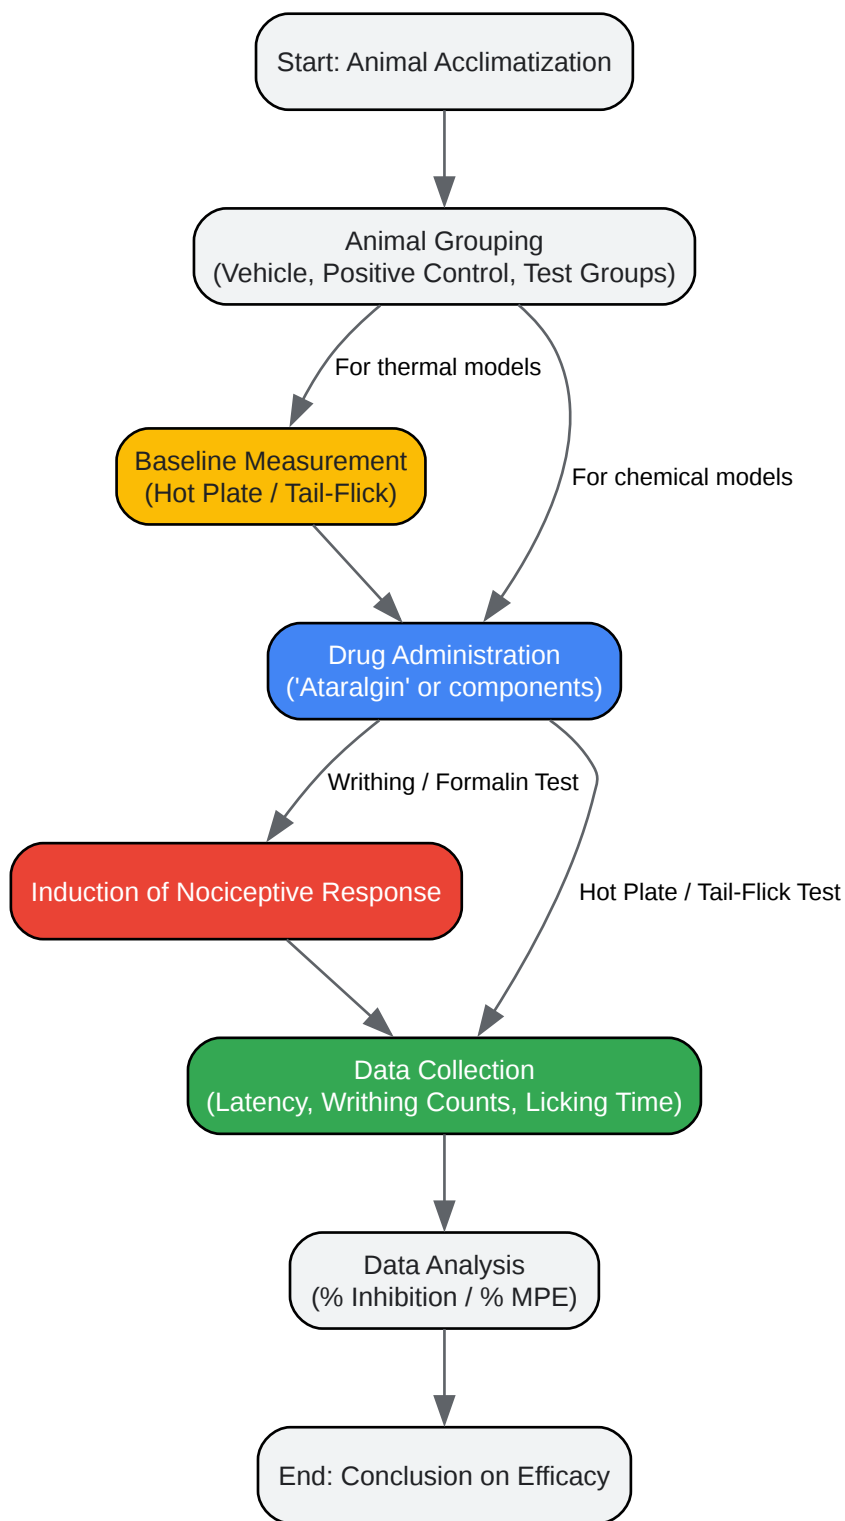 Start: Animal Acclimatization
Animal Grouping
(Vehicle, Positive Control, Test Groups)
For thermal models
Baseline Measurement
(Hot Plate / Tail-Flick)
For chemical models
Drug Administration
('Ataralgin' or components)
Writhing / Formalin Test
Induction of Nociceptive Response
Hot Plate / Tail-Flick Test
Data Collection
(Latency, Writhing Counts, Licking Time)
Data Analysis
(% Inhibition / % MPE)
End: Conclusion on Efficacy